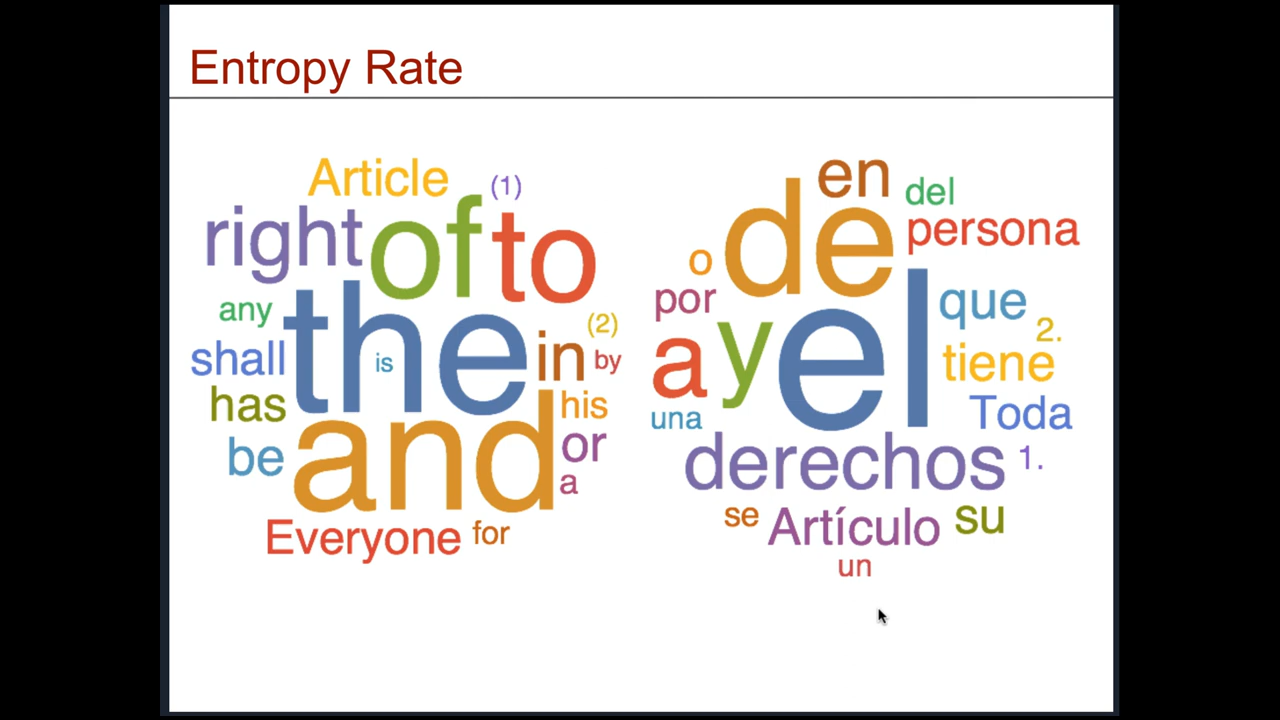 Entropy Rate
Article
(1)
right
of
to
any
the
(2)
shall
is
in
by
has
his
be
and
or
a
Everyone
for
en
del
de
persona
o
por
que
2.
a
y
el
tiene
una
Toda
derechos
1.
se
Artículo
su
un